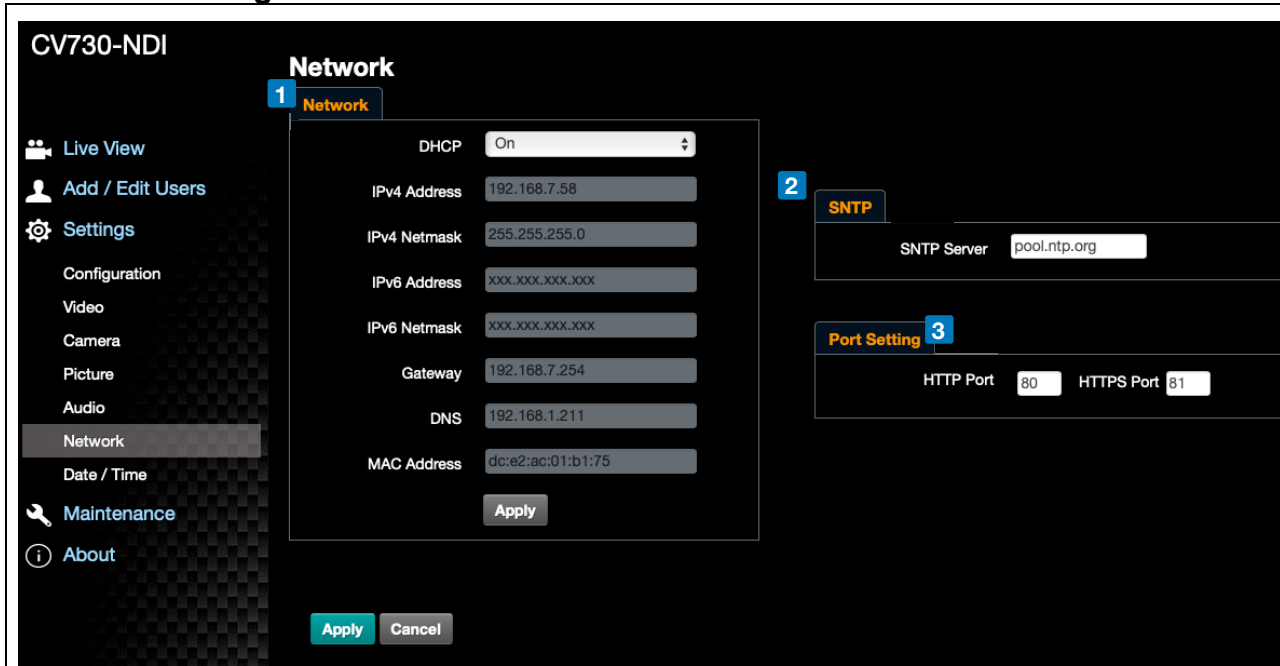 CV730-NDI
Live View
Add / Edit Users
Settings
Configuration
Video
Camera
Picture
Audio
Network
Date / Time
Maintenance
About
Network
1
Network
DHCP On
IPv4 Address 192.168.7.58
IPv4 Netmask 255.255.255.0
IPv6 Address xxx.xxx.xxx.xxx
IPv6 Netmask xxx.xxx.xxx.xxx
Gateway 192.168.7.254
DNS 192.168.1.211
MAC Address dc:e2:ac:01:b1:75
Apply
2
SNTP
SNTP Server pool.ntp.org
Port Setting 3
HTTP Port 80 HTTPS Port 81
Apply Cancel